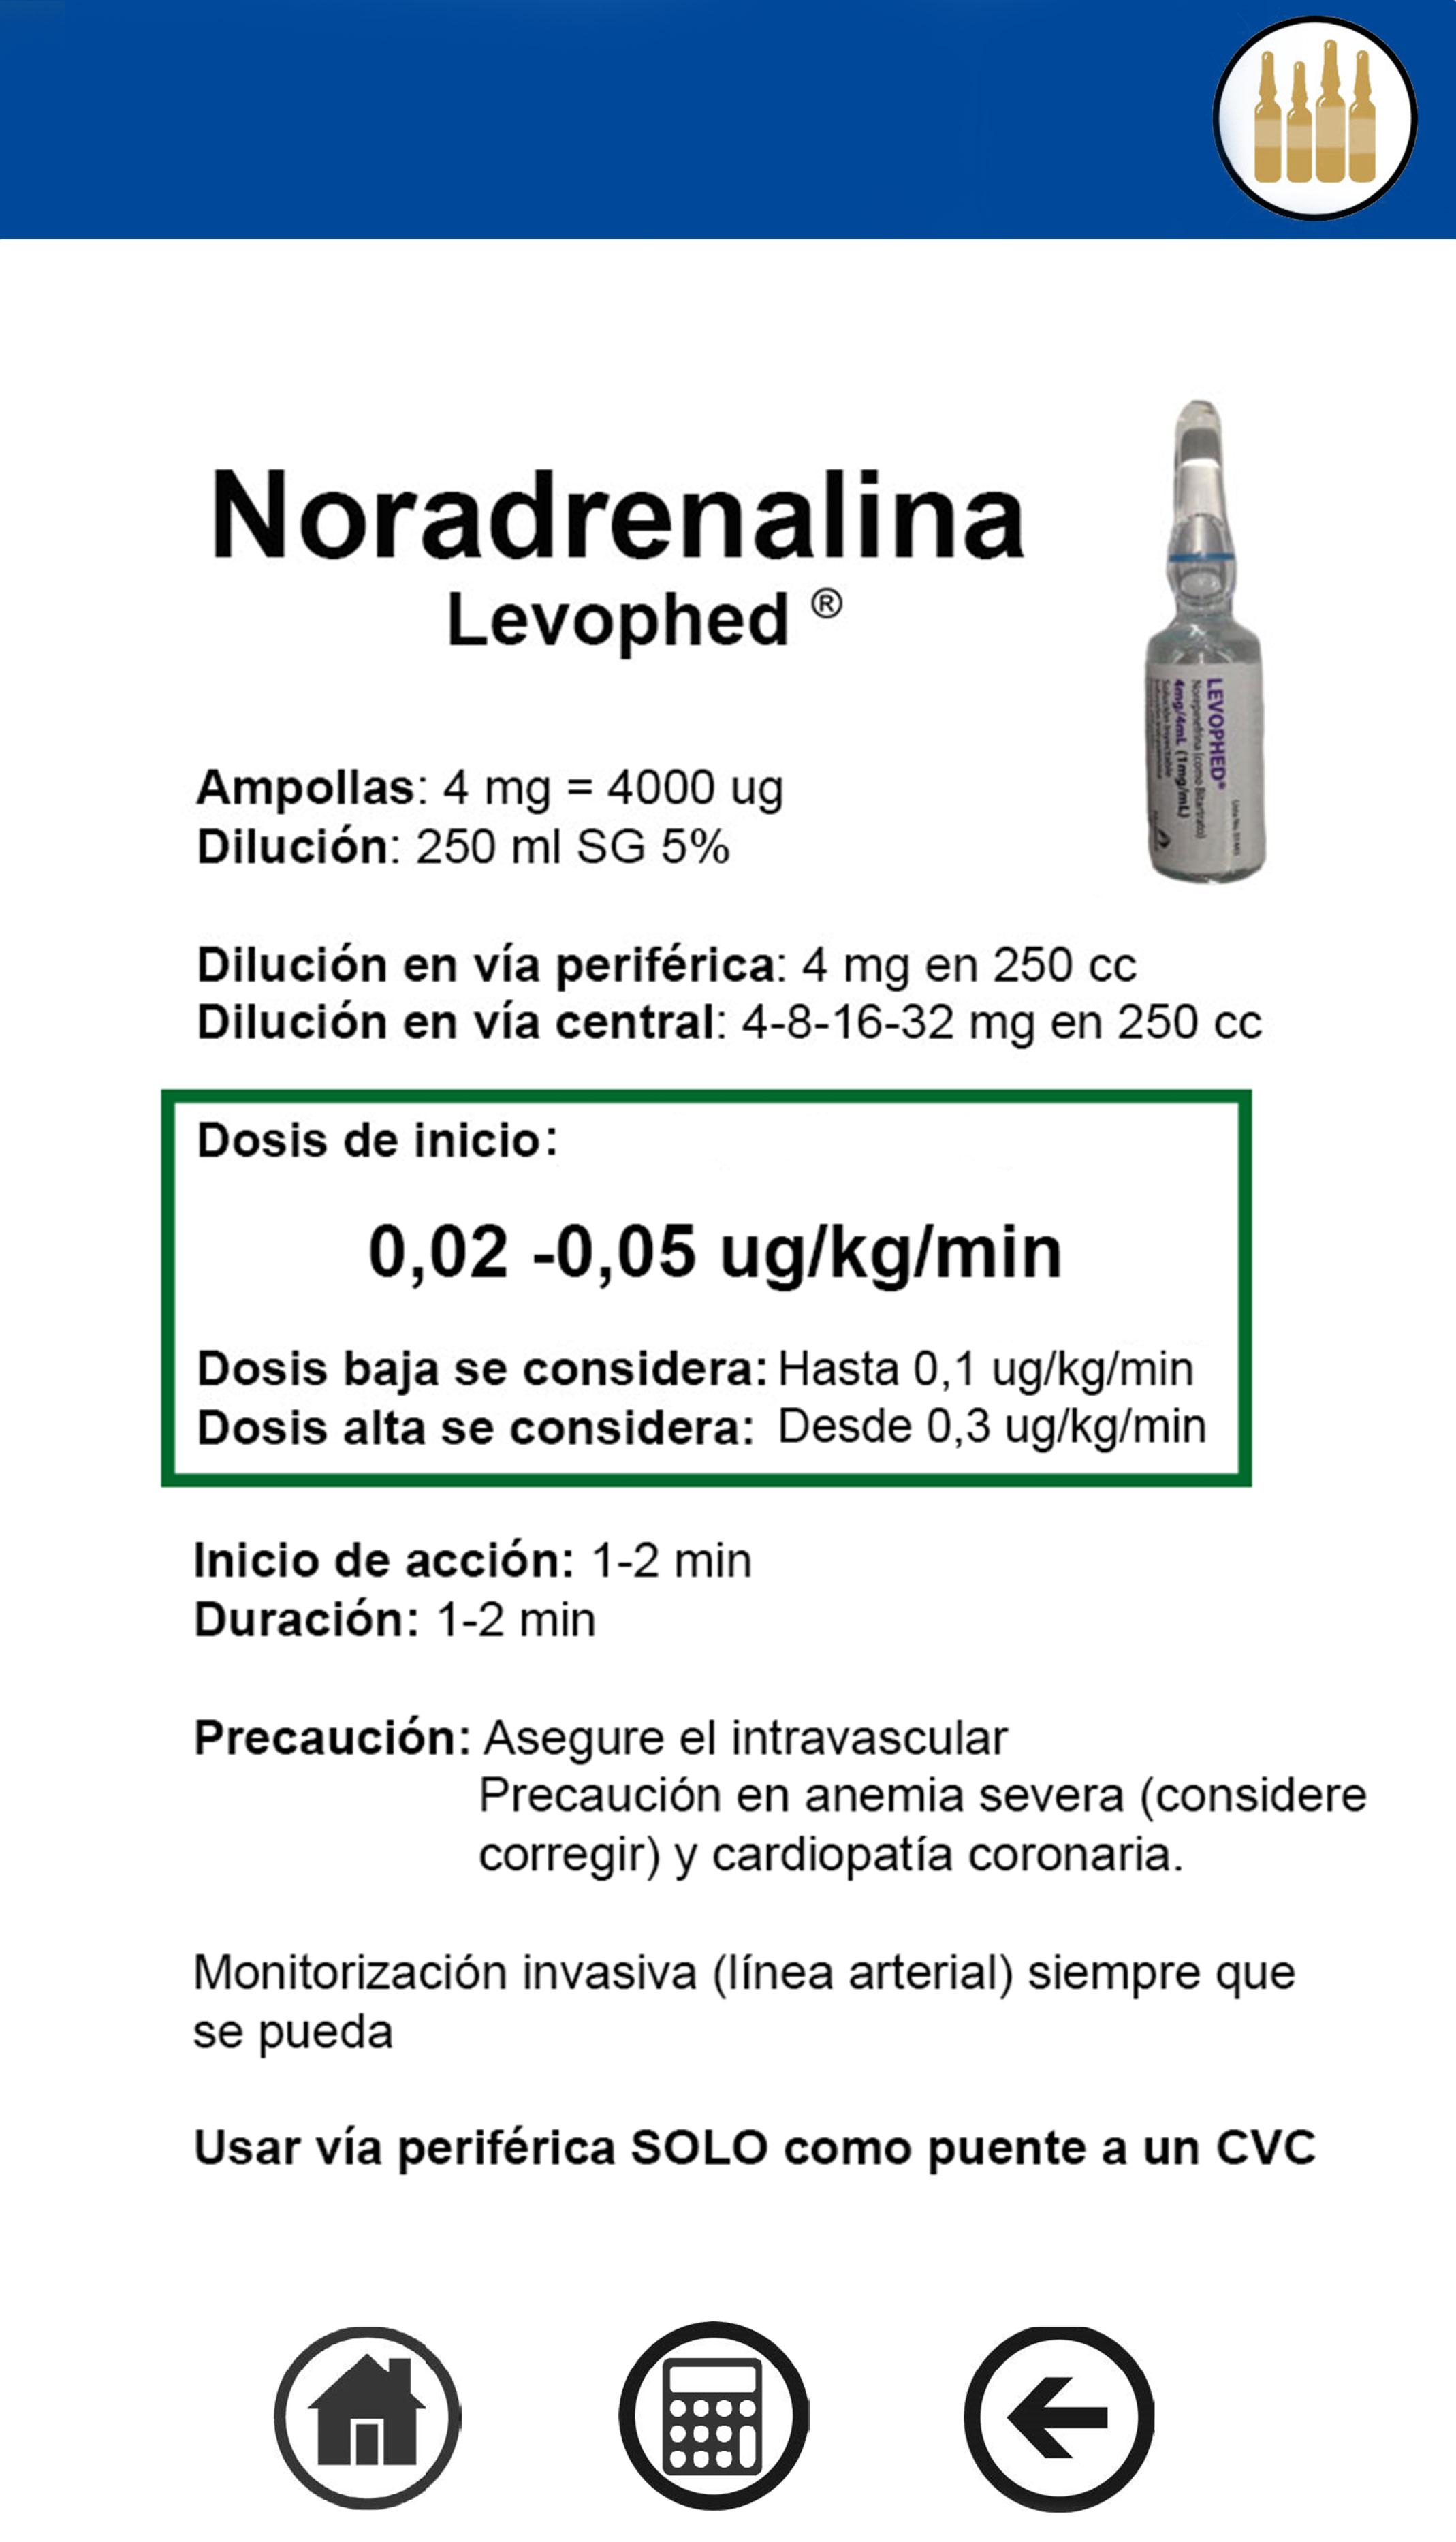 Noradrenalina
Levophed ®
LEVOPHED®
Norepinefrina (como Bitartrato)
4mg/4mL (1mg/mL)
Solución Inyectable
Ampollas: 4 mg = 4000 ug
Dilución: 250 ml SG 5%
Dilución en vía periférica: 4 mg en 250 cc
Dilución en vía central: 4-8-16-32 mg en 250 cc
Dosis de inicio:
0,02 -0,05 ug/kg/min
Dosis baja se considera: Hasta 0,1 ug/kg/min
Dosis alta se considera: Desde 0,3 ug/kg/min
Inicio de acción: 1-2 min
Duración: 1-2 min
Precaución: Asegure el intravascular
Precaución en anemia severa (considere
corregir) y cardiopatía coronaria.
Monitorización invasiva (línea arterial) siempre que
se pueda
Usar vía periférica SOLO como puente a un CVC